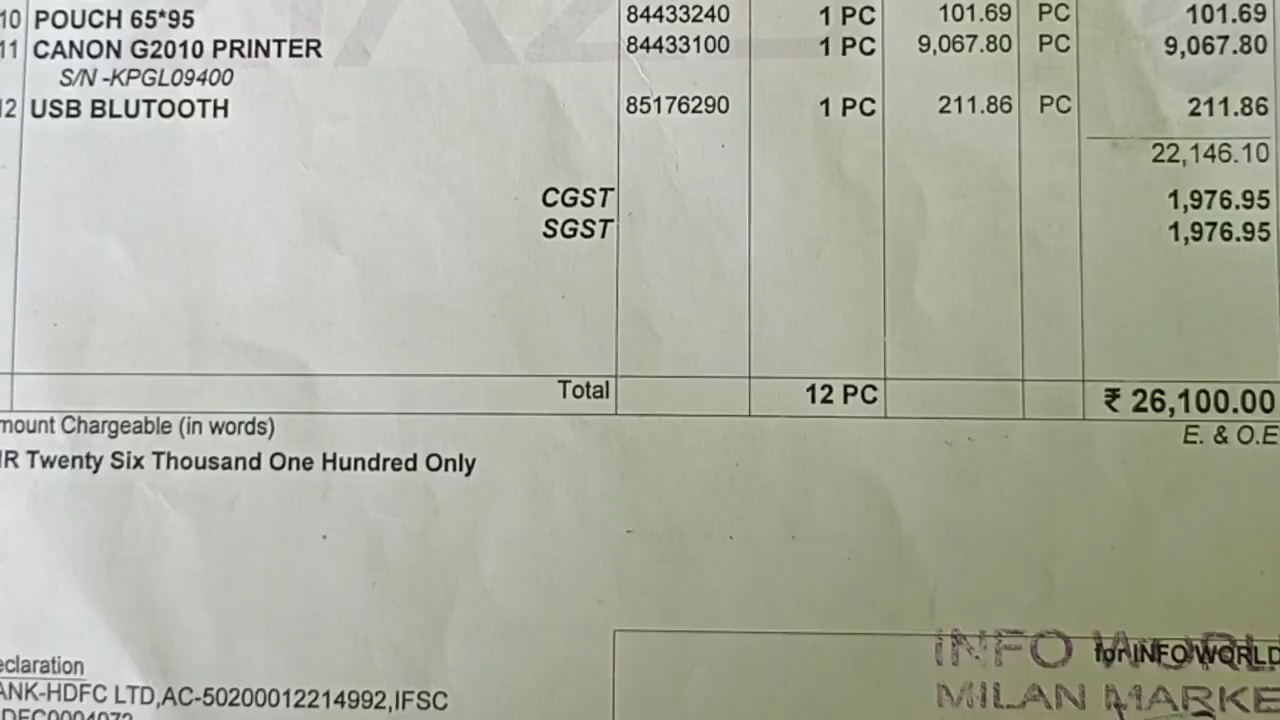 10 POUCH 65*95 84433240 1 PC 101.69 PC 101.69
11 CANON G2010 PRINTER 84433100 1 PC 9,067.80 PC 9,067.80
S/N -KPGL09400
12 USB BLUTOOTH 85176290 1 PC 211.86 PC 211.86
22,146.10
CGST 1,976.95
SGST 1,976.95
Total 12 PC ₹ 26,100.00
mount Chargeable (in words) E. & O.E
NR Twenty Six Thousand One Hundred Only
INFO WORL
for INFO WORLD
eclaration
ANK-HDFC LTD,AC-50200012214992,IFSC
MILAN MARKE